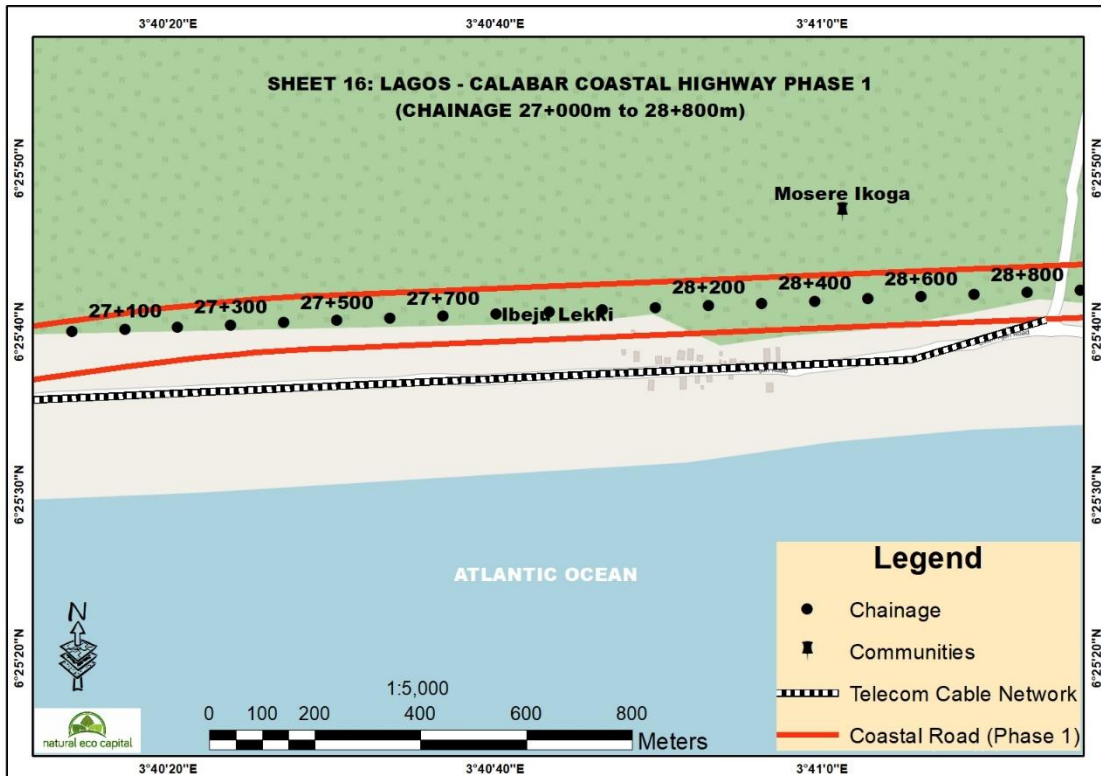 3°40'20"E 3°40'40"E 3°41'0"E
SHEET 16: LAGOS - CALABAR COASTAL HIGHWAY PHASE 1
(CHAINAGE 27+000m to 28+800m)
6°25'50"N 6°25'50"N
Mosere Ikoga
27+100 27+300 27+500 27+700 28+200 28+400 28+600 28+800
Ibeju Lekki
6°25'40"N 6°25'40"N
Road
Road
6°25'30"N 6°25'30"N
ATLANTIC OCEAN
Legend
Chainage
Communities
Telecom Cable Network
Coastal Road (Phase 1)
6°25'20"N 6°25'20"N
N
1:5,000
0 100 200 400 600 800
Meters
natural eco capital
3°40'20"E 3°40'40"E 3°41'0"E